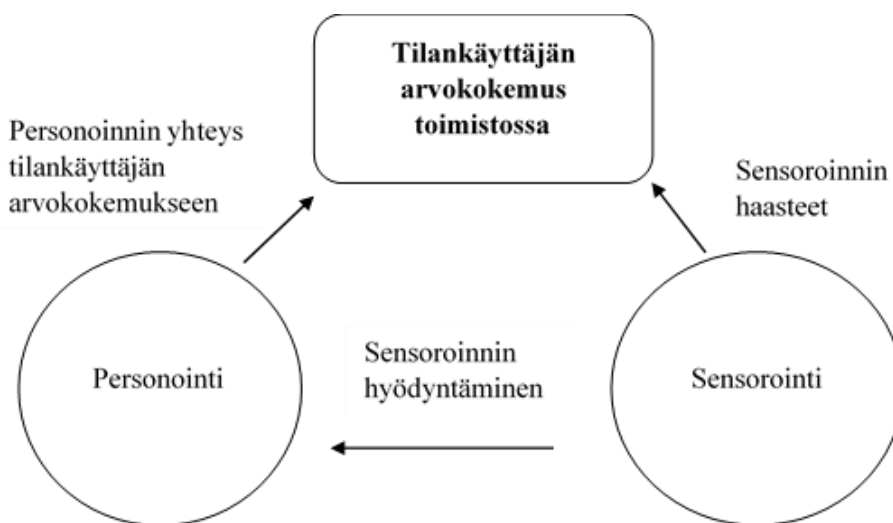 Tilankäyttäjän
arvokokemus
toimistossa
Personoinnin yhteys
tilankäyttäjän
arvokokemukseen
Sensoroinnin
haasteet
Personointi
Sensoroinnin
hyödyntäminen
Sensorointi